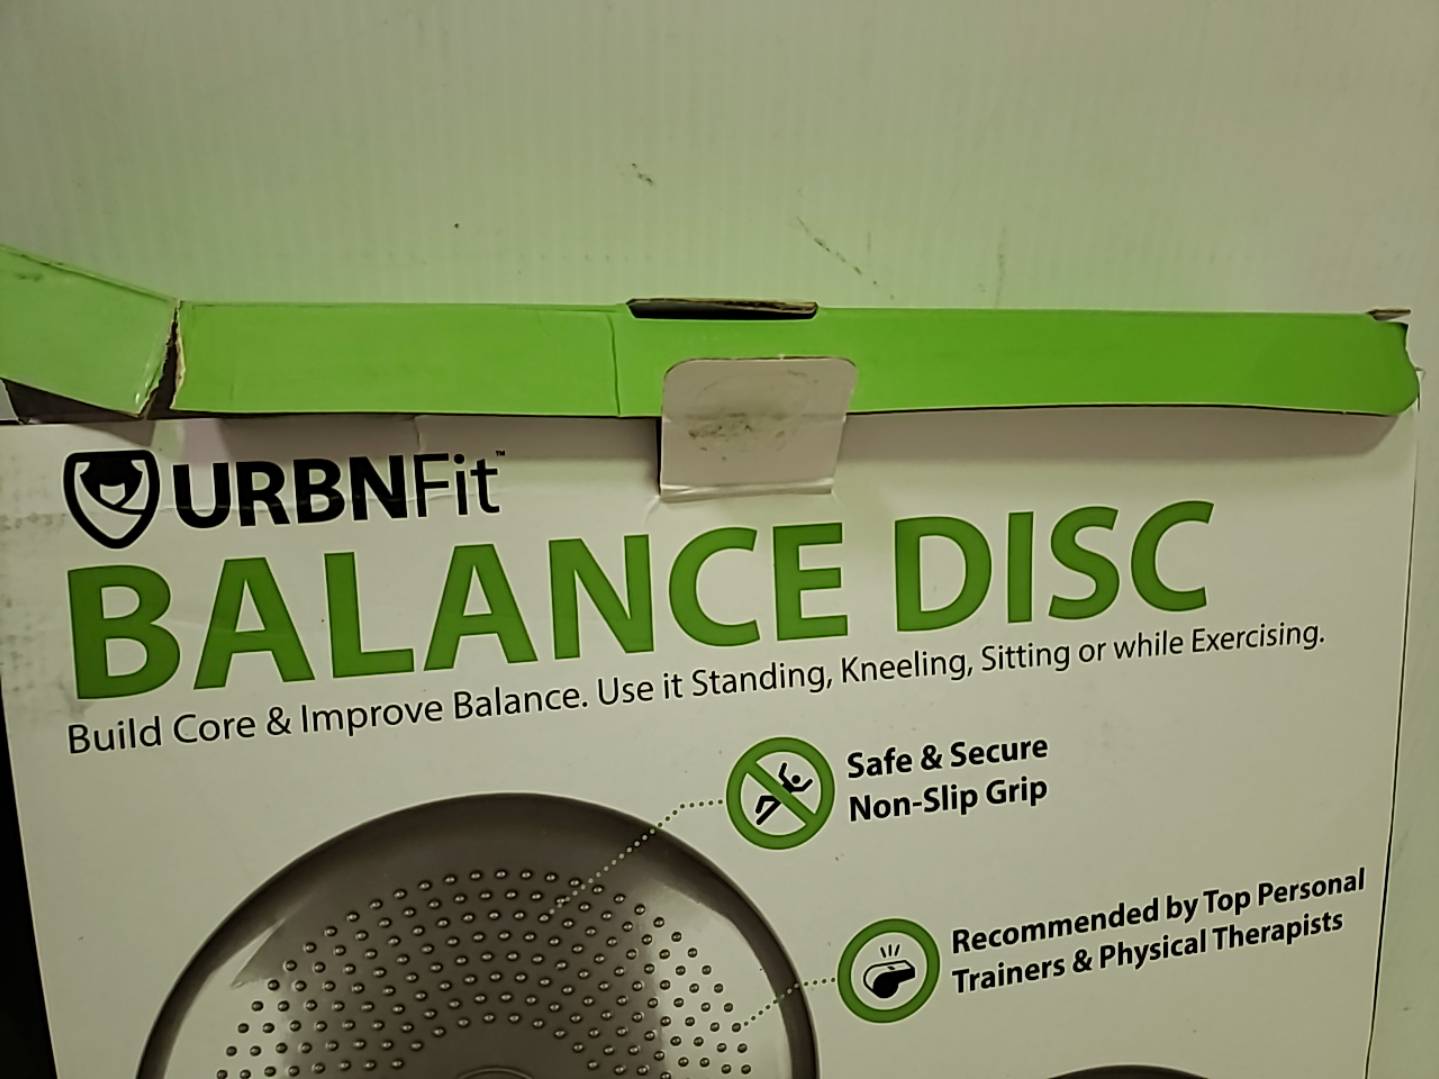 URBNFit™
BALANCE DISC
Build Core & Improve Balance. Use it Standing, Kneeling, Sitting or while Exercising.
Safe & Secure
Non-Slip Grip
Recommended by Top Personal
Trainers & Physical Therapists